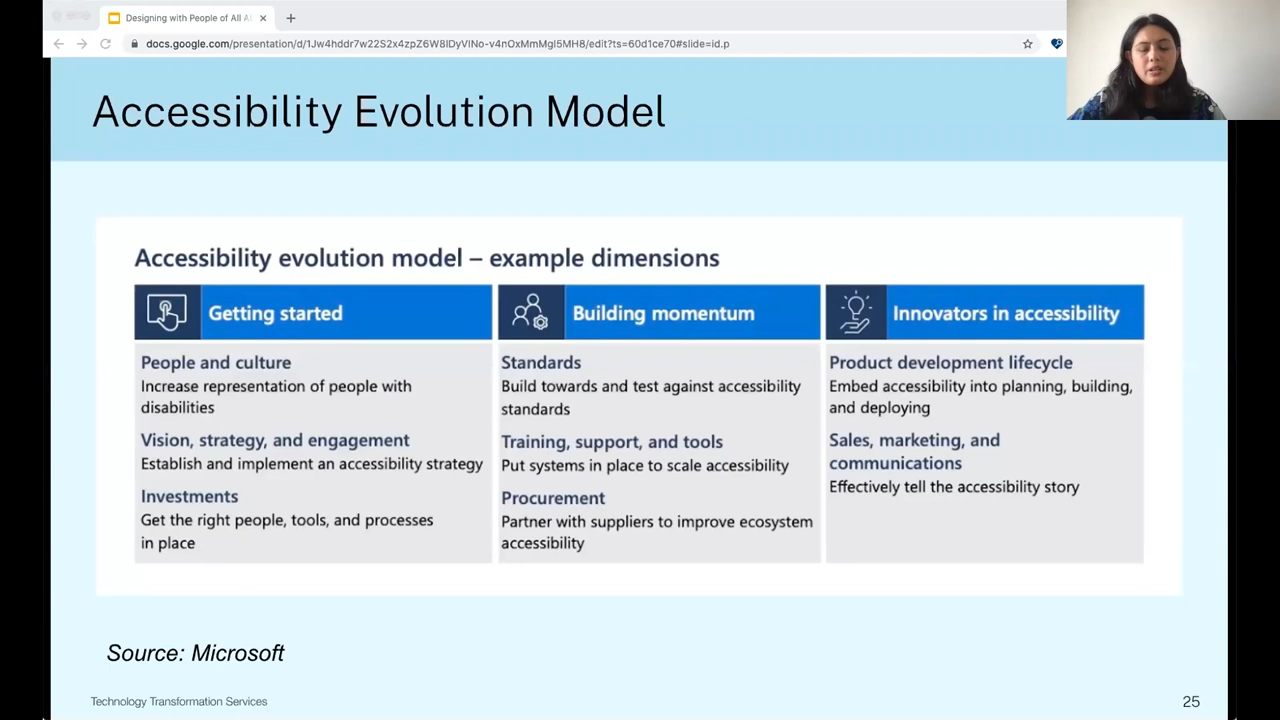 Designing with People of All A
docs.google.com/presentation/d/1Jw4hddr7w22S2x4zpZ6W8lDyVlNo-v4nOxMmMgl5MH8/edit?ts=60d1ce70#slide=id.p
Accessibility Evolution Model
Accessibility evolution model – example dimensions
Getting started
People and culture
Increase representation of people with
disabilities
Vision, strategy, and engagement
Establish and implement an accessibility strategy
Investments
Get the right people, tools, and processes
in place
Building momentum
Standards
Build towards and test against accessibility
standards
Training, support, and tools
Put systems in place to scale accessibility
Procurement
Partner with suppliers to improve ecosystem
accessibility
Innovators in accessibility
Product development lifecycle
Embed accessibility into planning, building,
and deploying
Sales, marketing, and
communications
Effectively tell the accessibility story
Source: Microsoft
Technology Transformation Services
25